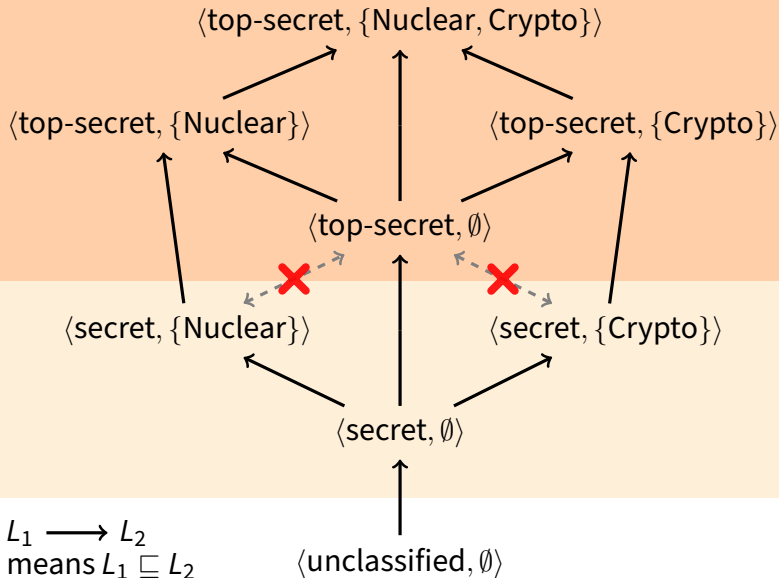 ⟨top-secret, {Nuclear, Crypto}⟩
⟨top-secret, {Nuclear}⟩
⟨top-secret, {Crypto}⟩
⟨top-secret, ∅⟩
⟨secret, {Nuclear}⟩
⟨secret, {Crypto}⟩
⟨secret, ∅⟩
L₁ ⟶ L₂
means L₁ ⊑ L₂
⟨unclassified, ∅⟩